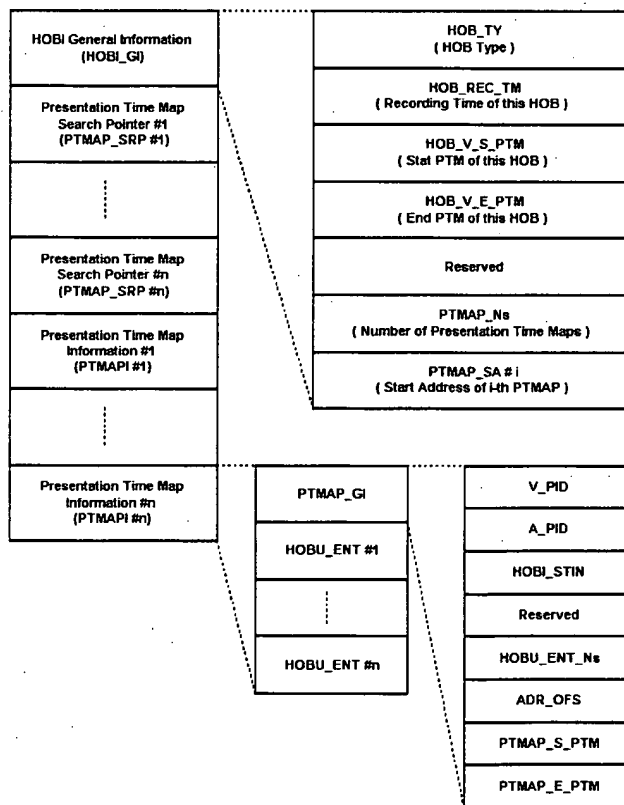 HOBI General Information
(HOBI_GI)
Presentation Time Map
Search Pointer #1
(PTMAP_SRP #1)
Presentation Time Map
Search Pointer #n
(PTMAP_SRP #n)
Presentation Time Map
Information #1
(PTMAPI #1)
Presentation Time Map
Information #n
(PTMAPI #n)
HOB_TY
( HOB Type )
HOB_REC_TM
( Recording Time of this HOB )
HOB_V_S_PTM
( Stat PTM of this HOB )
HOB_V_E_PTM
( End PTM of this HOB )
Reserved
PTMAP_Ns
( Number of Presentation Time Maps )
PTMAP_SA # i
( Start Address of i-th PTMAP )
PTMAP_GI
HOBU_ENT #1
HOBU_ENT #n
V_PID
A_PID
HOBI_STIN
Reserved
HOBU_ENT_Ns
ADR_OFS
PTMAP_S_PTM
PTMAP_E_PTM